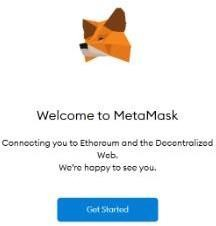 Welcome to MetaMask
Connecting you to Ethereum and the Decentralized
Web.
We're happy to see you.
Get Started